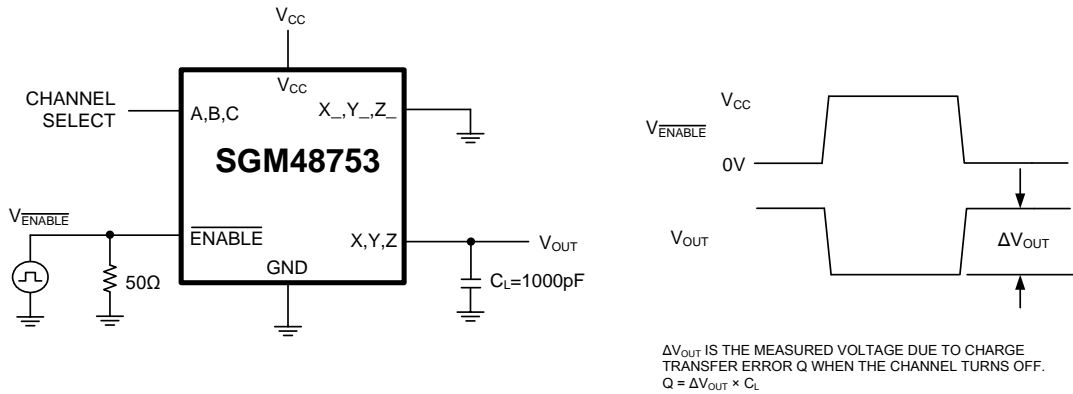 VCC
VCC
CHANNEL
SELECT
A,B,C
X_,Y_,Z_
SGM48753
VENABLE
ENABLE
X,Y,Z
VOUT
GND
50Ω
CL=1000pF
VCC
VENABLE
0V
VOUT
ΔVOUT
ΔVOUT IS THE MEASURED VOLTAGE DUE TO CHARGE
TRANSFER ERROR Q WHEN THE CHANNEL TURNS OFF.
Q = ΔVOUT × CL